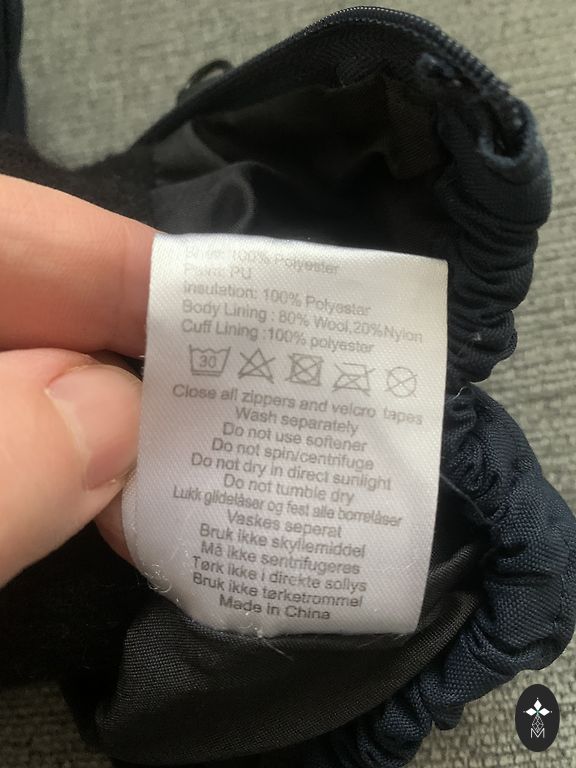 Shell: 100% Polyester
Palm: PU
Insulation: 100% Polyester
Body Lining : 80% Wool,20%Nylon
Cuff Lining :100% polyester
30
Close all zippers and velcro tapes
Wash separately
Do not use softener
Do not spin/centrifuge
Do not dry in direct sunlight
Do not tumble dry
Lukk glidelåser og fest alle borrelåser
Vaskes seperat
Bruk ikke skyllemiddel
Må ikke sentrifugeres
Tørk ikke i direkte sollys
Bruk ikke tørketrommel
Made in China
M